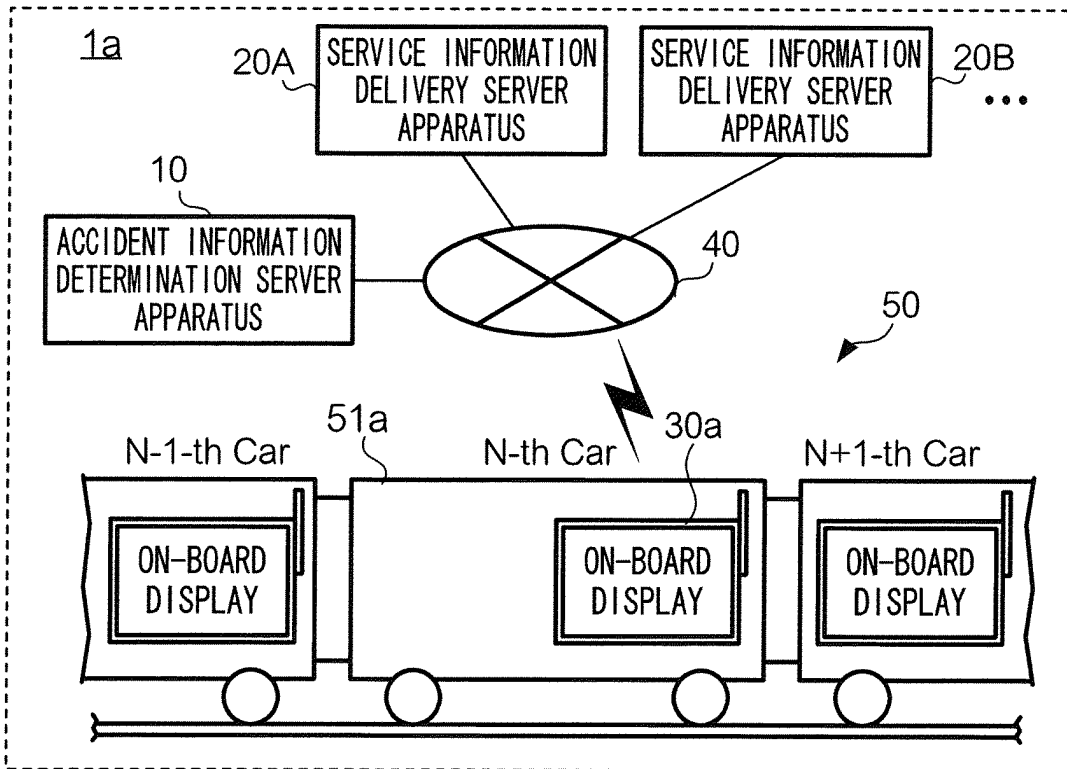 1a
20A
SERVICE INFORMATION
DELIVERY SERVER
APPARATUS
SERVICE INFORMATION
DELIVERY SERVER
APPARATUS
20B
...
10
ACCIDENT INFORMATION
DETERMINATION SERVER
APPARATUS
40
50
51a
30a
N-1-th Car
N-th Car
N+1-th Car
ON-BOARD
DISPLAY
ON-BOARD
DISPLAY
ON-BOARD
DISPLAY